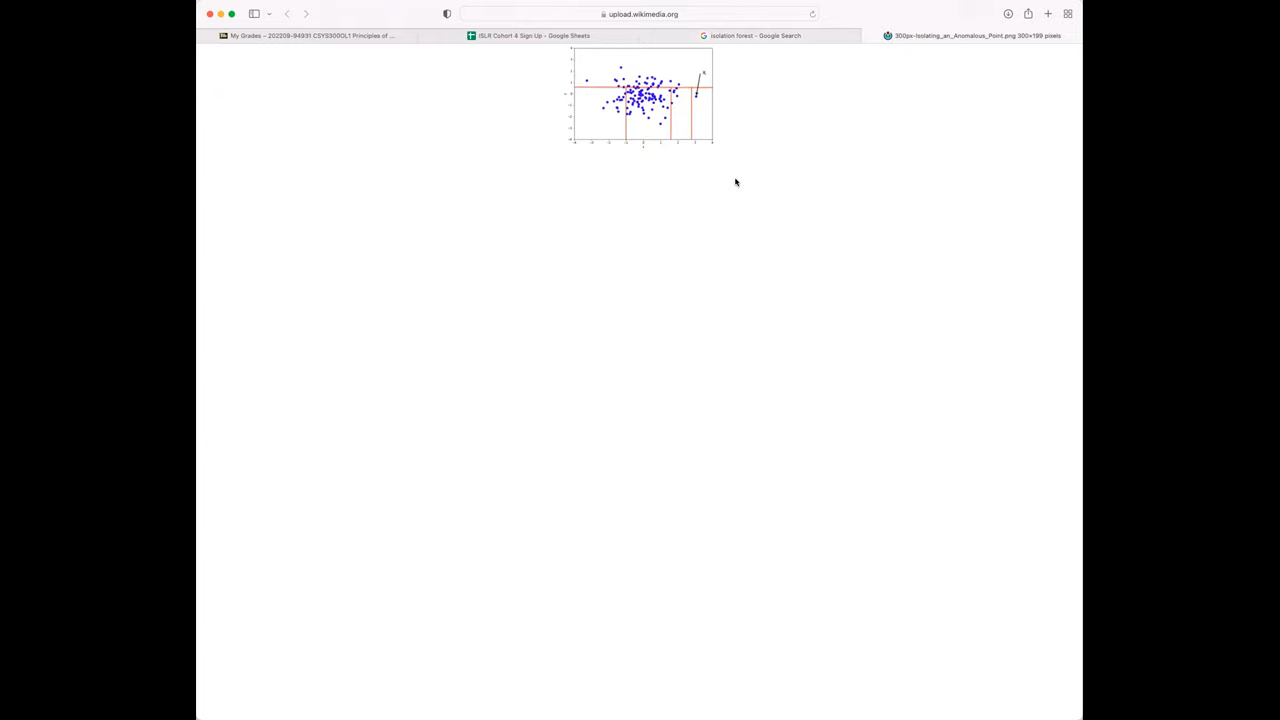 upload.wikimedia.org
My Grades – 202209-94931 CSYS300OL1 Principles of ...
ISLR Cohort 4 Sign Up - Google Sheets
isolation forest - Google Search
300px-Isolating_an_Anomalous_Point.png 300×199 pixels